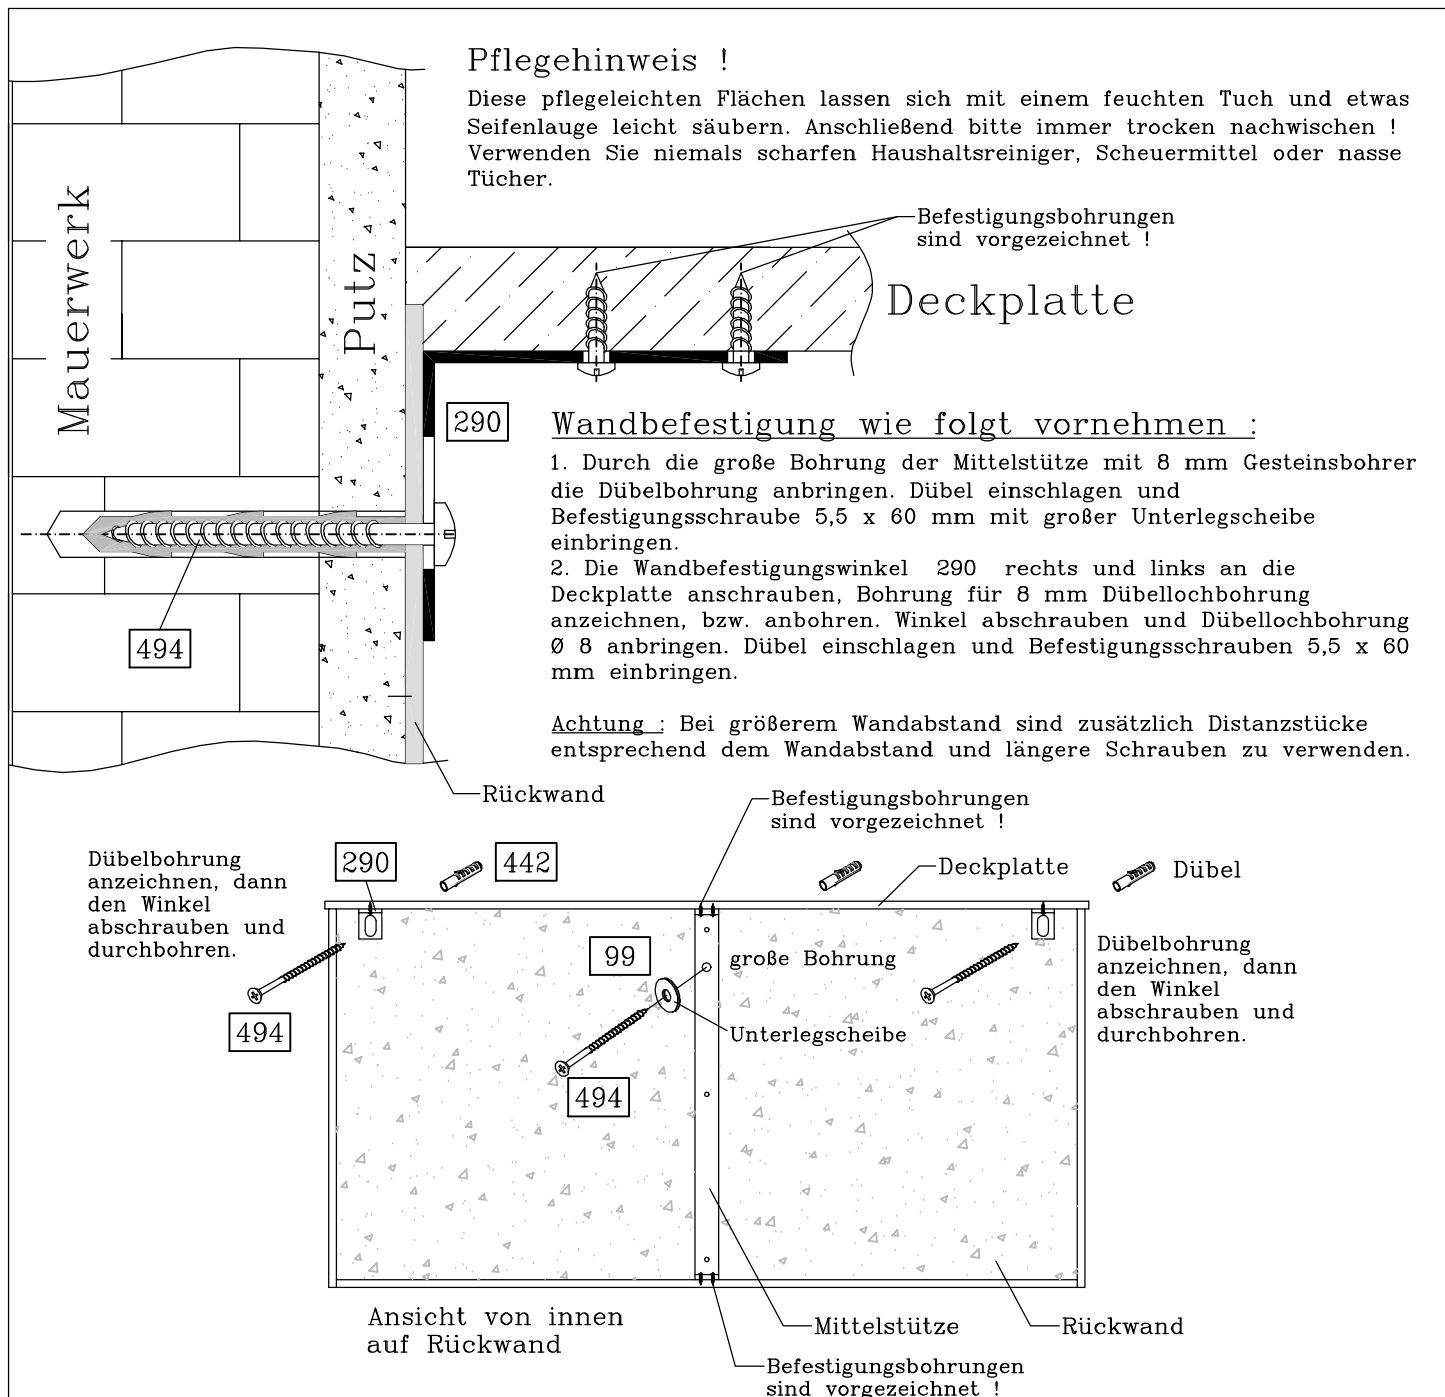 Pflegehinweis !
Diese pflegeleichten Flächen lassen sich mit einem feuchten Tuch und etwas
Seifenlauge leicht säubern. Anschließend bitte immer trocken nachwischen !
Verwenden Sie niemals scharfen Haushaltsreiniger, Scheuermittel oder nasse
Tücher.
Mauerwerk
Putz
Befestigungsbohrungen
sind vorgezeichnet !
Deckplatte
290
494
Wandbefestigung wie folgt vornehmen :
1. Durch die große Bohrung der Mittelstütze mit 8 mm Gesteinsbohrer
die Dübelbohrung anbringen. Dübel einschlagen und
Befestigungsschraube 5,5 x 60 mm mit großer Unterlegscheibe
einbringen.
2. Die Wandbefestigungswinkel 290 rechts und links an die
Deckplatte anschrauben, Bohrung für 8 mm Dübellochbohrung
anzeichnen, bzw. anbohren. Winkel abschrauben und Dübellochbohrung
Ø 8 anbringen. Dübel einschlagen und Befestigungsschrauben 5,5 x 60
mm einbringen.
Achtung : Bei größerem Wandabstand sind zusätzlich Distanzstücke
entsprechend dem Wandabstand und längere Schrauben zu verwenden.
Rückwand
Befestigungsbohrungen
sind vorgezeichnet !
Dübelbohrung
anzeichnen, dann
den Winkel
abschrauben und
durchbohren.
290
442
Deckplatte
Dübel
494
99
große Bohrung
Unterlegscheibe
494
Dübelbohrung
anzeichnen, dann
den Winkel
abschrauben und
durchbohren.
Ansicht von innen
auf Rückwand
Mittelstütze
Rückwand
Befestigungsbohrungen
sind vorgezeichnet !